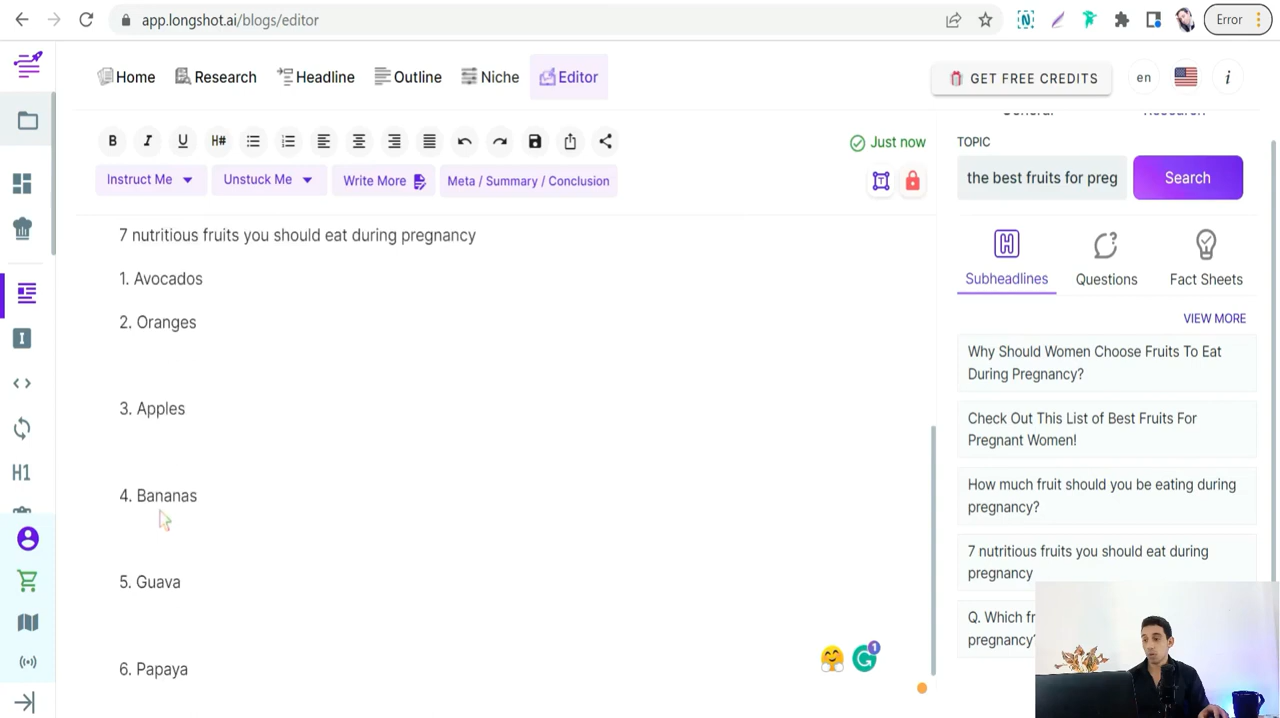 app.longshot.ai/blogs/editor
Error
Home
Research
Headline
Outline
Niche
Editor
GET FREE CREDITS
en
i
B
I
U
H#
Just now
Instruct Me
Unstuck Me
Write More
Meta / Summary / Conclusion
7 nutritious fruits you should eat during pregnancy
1. Avocados
2. Oranges
3. Apples
4. Bananas
5. Guava
6. Papaya
H1
1
TOPIC
the best fruits for preg
Search
Subheadlines
Questions
Fact Sheets
VIEW MORE
Why Should Women Choose Fruits To Eat
During Pregnancy?
Check Out This List of Best Fruits For
Pregnant Women!
How much fruit should you be eating during
pregnancy?
7 nutritious fruits you should eat during
pregnancy
Q. Which fr
pregnancy?